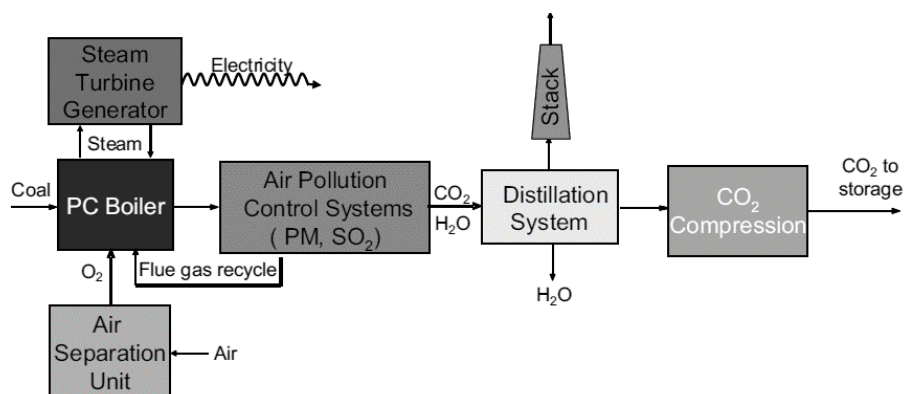 Steam
Turbine
Generator
Electricity
Steam
Coal
PC Boiler
Air Pollution
Control Systems
( PM, SO₂)
CO₂
H₂O
Distillation
System
Stack
CO₂
Compression
CO₂ to
storage
O₂
Flue gas recycle
H₂O
Air
Separation
Unit
Air